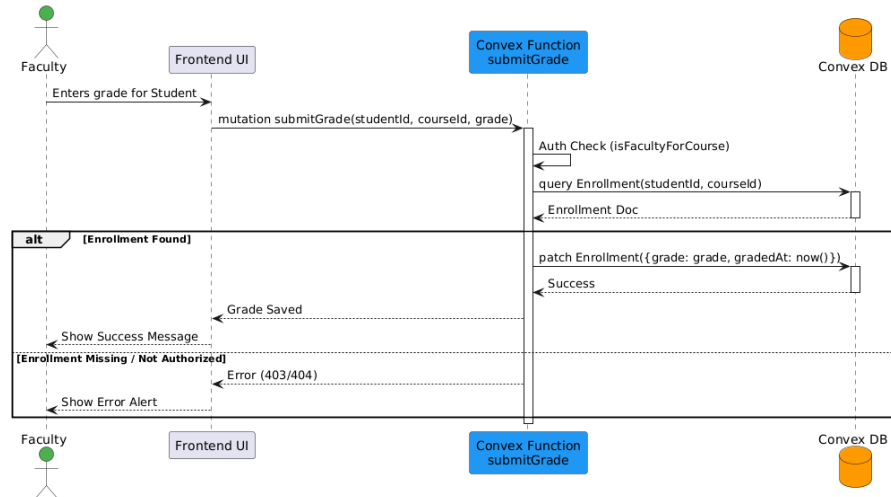 Faculty
Frontend UI
Convex Function
submitGrade
Convex DB
Enters grade for Student
mutation submitGrade(studentId, courseId, grade)
Auth Check (isFacultyForCourse)
query Enrollment(studentId, courseId)
Enrollment Doc
alt [Enrollment Found]
patch Enrollment({grade: grade, gradedAt: now()})
Success
Grade Saved
Show Success Message
[Enrollment Missing / Not Authorized]
Error (403/404)
Show Error Alert
Faculty
Frontend UI
Convex Function
submitGrade
Convex DB